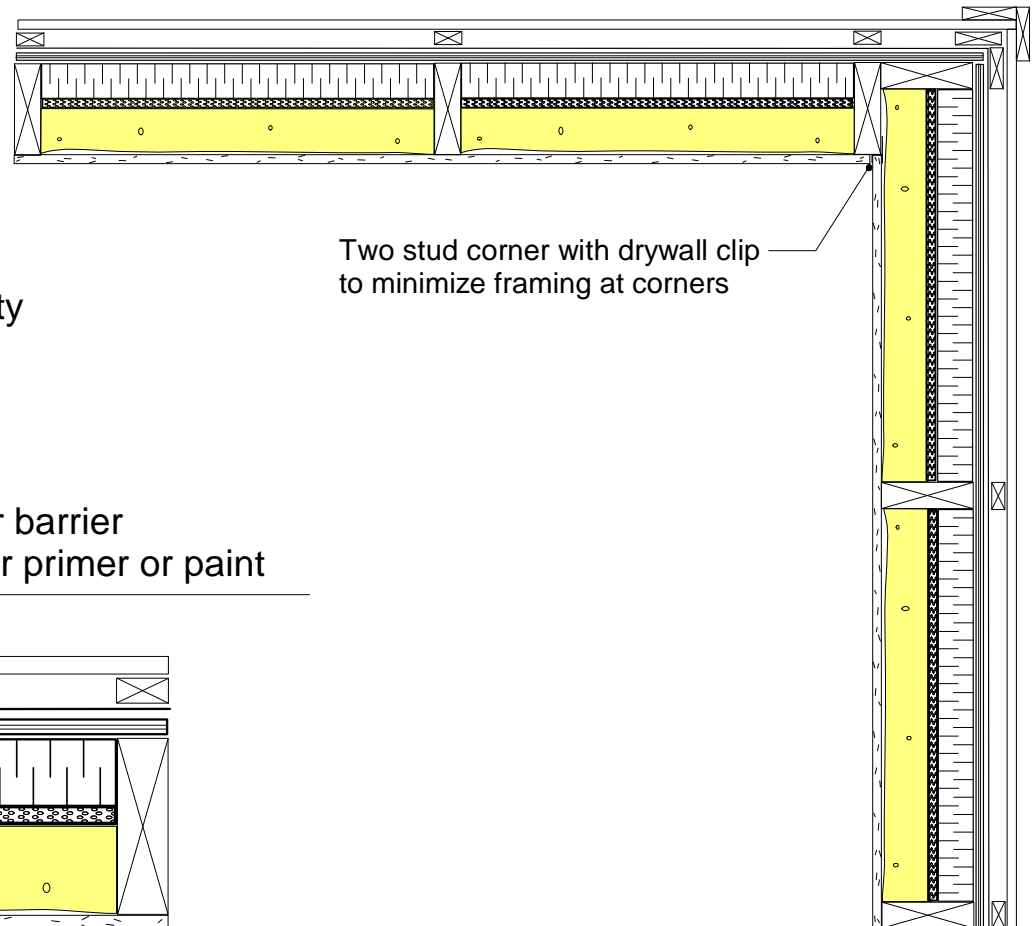 Two stud corner with drywall clip
to minimize framing at corners
ty
r barrier
r primer or paint